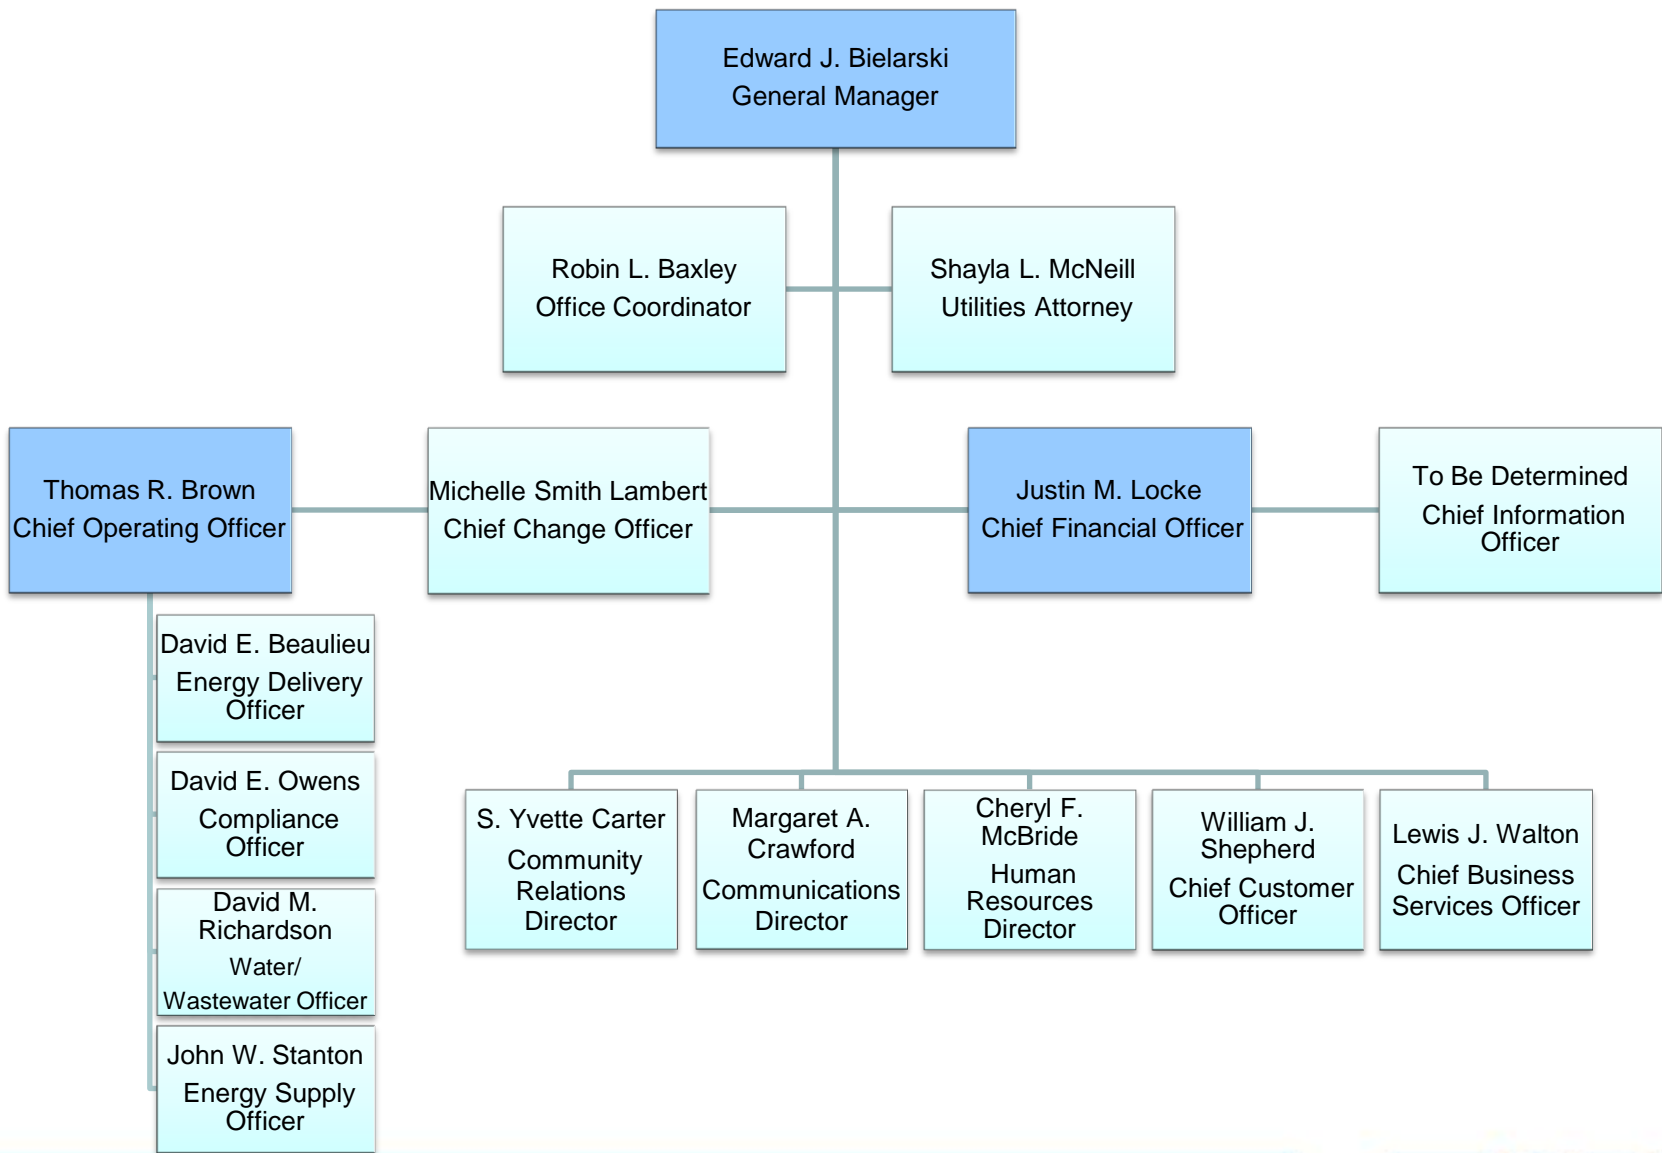 Edward J. Bielarski
General Manager
Robin L. Baxley
Office Coordinator
Shayla L. McNeill
Utilities Attorney
Thomas R. Brown
Chief Operating Officer
Michelle Smith Lambert
Chief Change Officer
Justin M. Locke
Chief Financial Officer
To Be Determined
Chief Information
Officer
David E. Beaulieu
Energy Delivery
Officer
David E. Owens
Compliance
Officer
David M.
Richardson
Water/
Wastewater Officer
John W. Stanton
Energy Supply
Officer
S. Yvette Carter
Community
Relations
Director
Margaret A.
Crawford
Communications
Director
Cheryl F.
McBride
Human
Resources
Director
William J.
Shepherd
Chief Customer
Officer
Lewis J. Walton
Chief Business
Services Officer